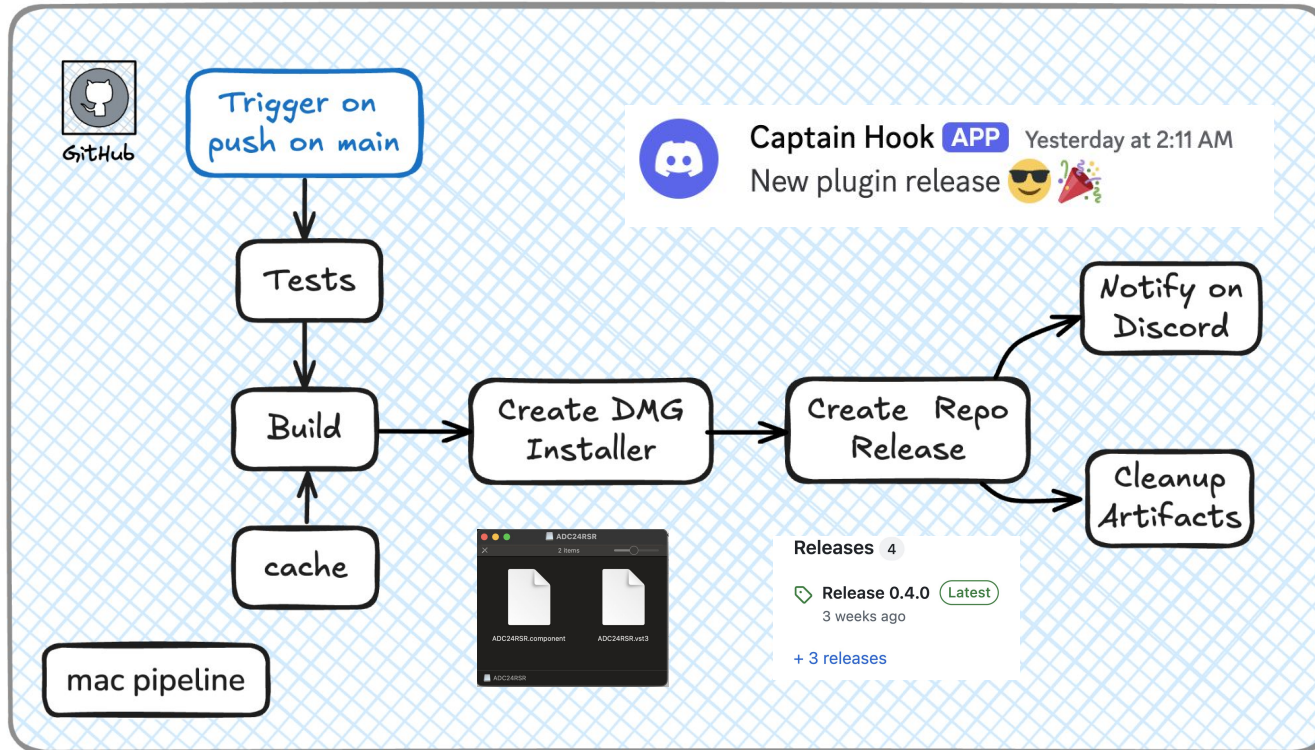 GitHub
Trigger on
push on main
Captain Hook APP Yesterday at 2:11 AM
New plugin release 😎🎉
Tests
Notify on
Discord
Build
Create DMG
Installer
Create Repo
Release
Cleanup
Artifacts
cache
ADC24RSR
2 items
ADC24RSR.component
ADC24RSR.vst3
ADC24RSR
Releases 4
Release 0.4.0 Latest
3 weeks ago
+ 3 releases
mac pipeline